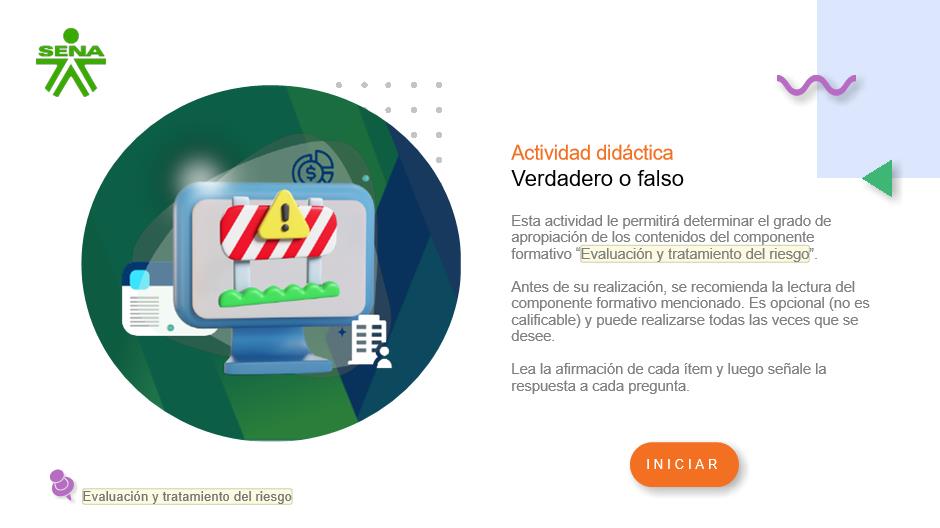 SENA
Actividad didáctica
Verdadero o falso
Esta actividad le permitirá determinar el grado de
apropiación de los contenidos del componente
formativo “Evaluación y tratamiento del riesgo”.
Antes de su realización, se recomienda la lectura del
componente formativo mencionado. Es opcional (no es
calificable) y puede realizarse todas las veces que se
desee.
Lea la afirmación de cada ítem y luego señale la
respuesta a cada pregunta.
INICIAR
Evaluación y tratamiento del riesgo